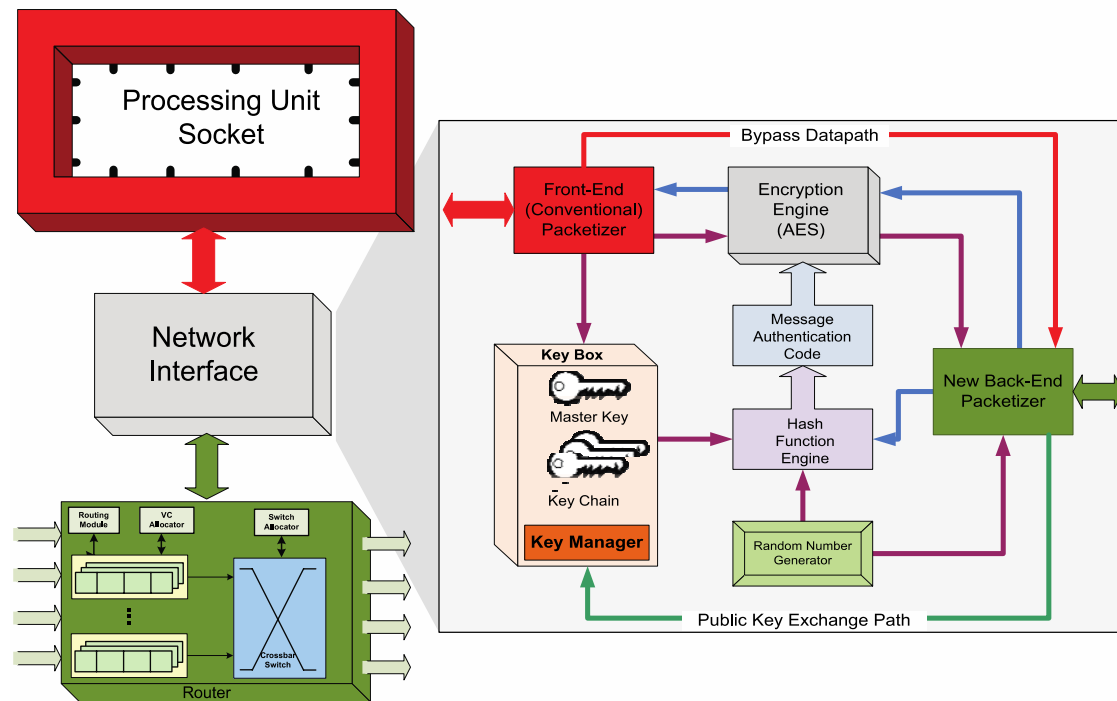 Processing Unit
Socket
Network
Interface
Routing
Module
VC
Allocator
Switch
Allocator
Crossbar
Switch
Router
Bypass Datapath
Front-End
(Conventional)
Packetizer
Encryption
Engine
(AES)
Message
Authentication
Code
Key Box
Master Key
Key Chain
Key Manager
Hash
Function
Engine
New Back-End
Packetizer
Random Number
Generator
Public Key Exchange Path